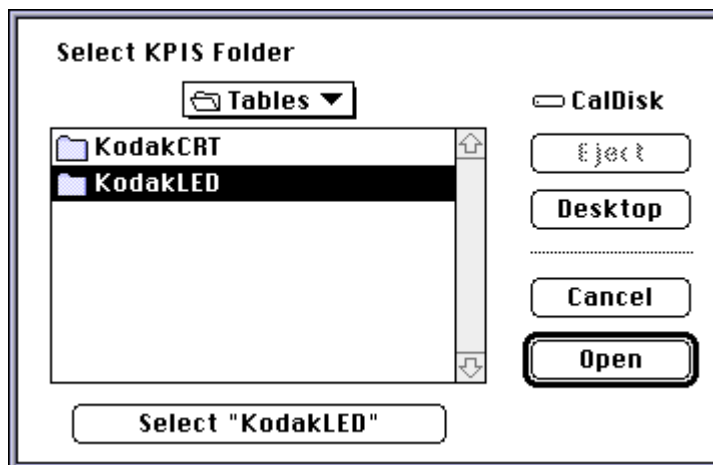 Select KPIS Folder
Tables
CalDisk
KodakCRT
KodakLED
Eject
Desktop
Cancel
Open
Select "KodakLED"